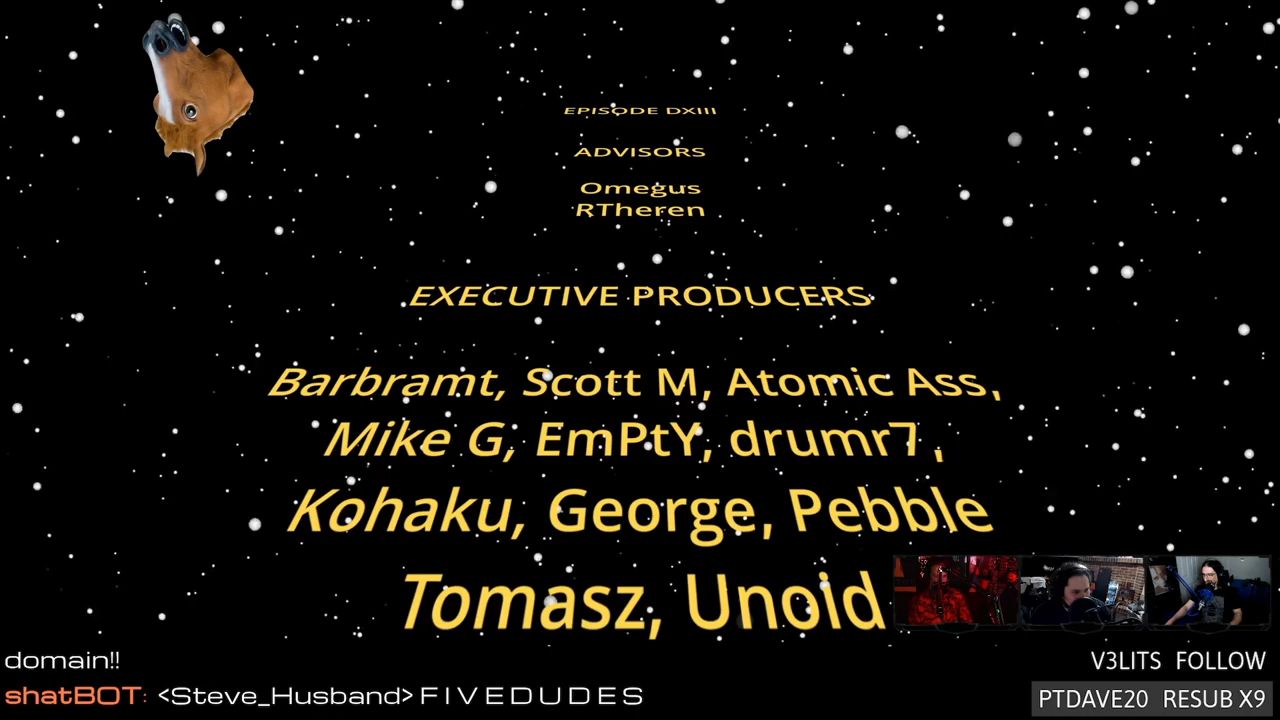 EPISODE DXIII
ADVISORS
Omegus
RTheren
EXECUTIVE PRODUCERS
Barbramt, Scott M, Atomic Ass,
Mike G, EmPtY, drumr7,
Kohaku, George, Pebble
Tomasz, Unoid
domain!!
shatBOT: <Steve_Husband> F I V E D U D E S
V3LITS FOLLOW
PTDAVE20 RESUB X9